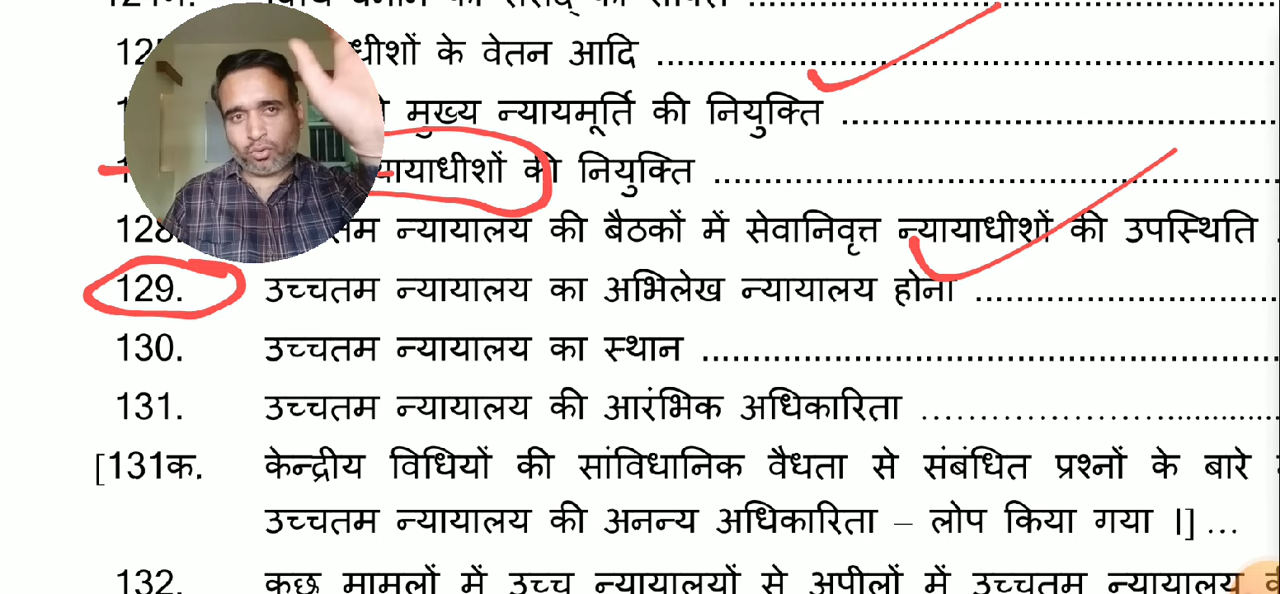 125 धीशों के वेतन आदि ........................................
मुख्य न्यायमूर्ति की नियुक्ति ........................................
न्यायाधीशों की नियुक्ति ........................................
128. न्यायालय की बैठकों में सेवानिवृत्त न्यायाधीशों की उपस्थिति
129. उच्चतम न्यायालय का अभिलेख न्यायालय होना ........................................
130. उच्चतम न्यायालय का स्थान ........................................
131. उच्चतम न्यायालय की आरंभिक अधिकारिता ........................................
[131क. केन्द्रीय विधियों की सांविधानिक वैधता से संबंधित प्रश्नों के बारे
उच्चतम न्यायालय की अनन्य अधिकारिता – लोप किया गया ।] ...
132. कुछ मामलों में उच्च न्यायालयों से अपीलों में उच्चतम न्यायालय